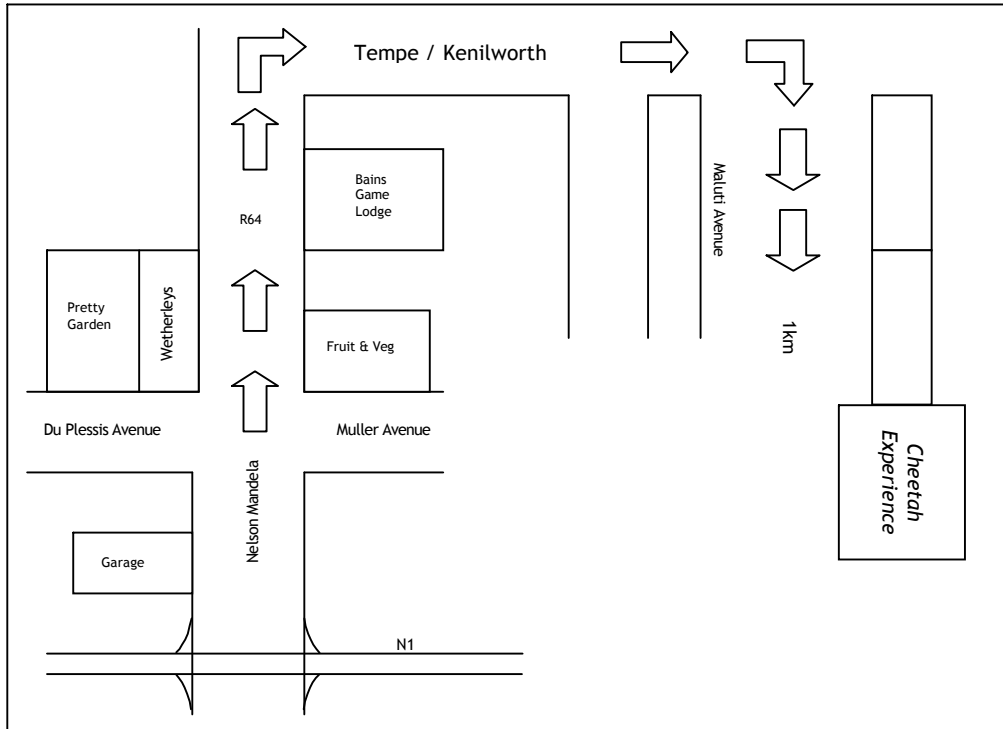 Tempe / Kenilworth
Bains
Game
Lodge
R64
Maluti Avenue
Pretty
Garden
Wetherleys
Fruit & Veg
1km
Du Plessis Avenue
Muller Avenue
Cheetah
Experience
Nelson Mandela
Garage
N1